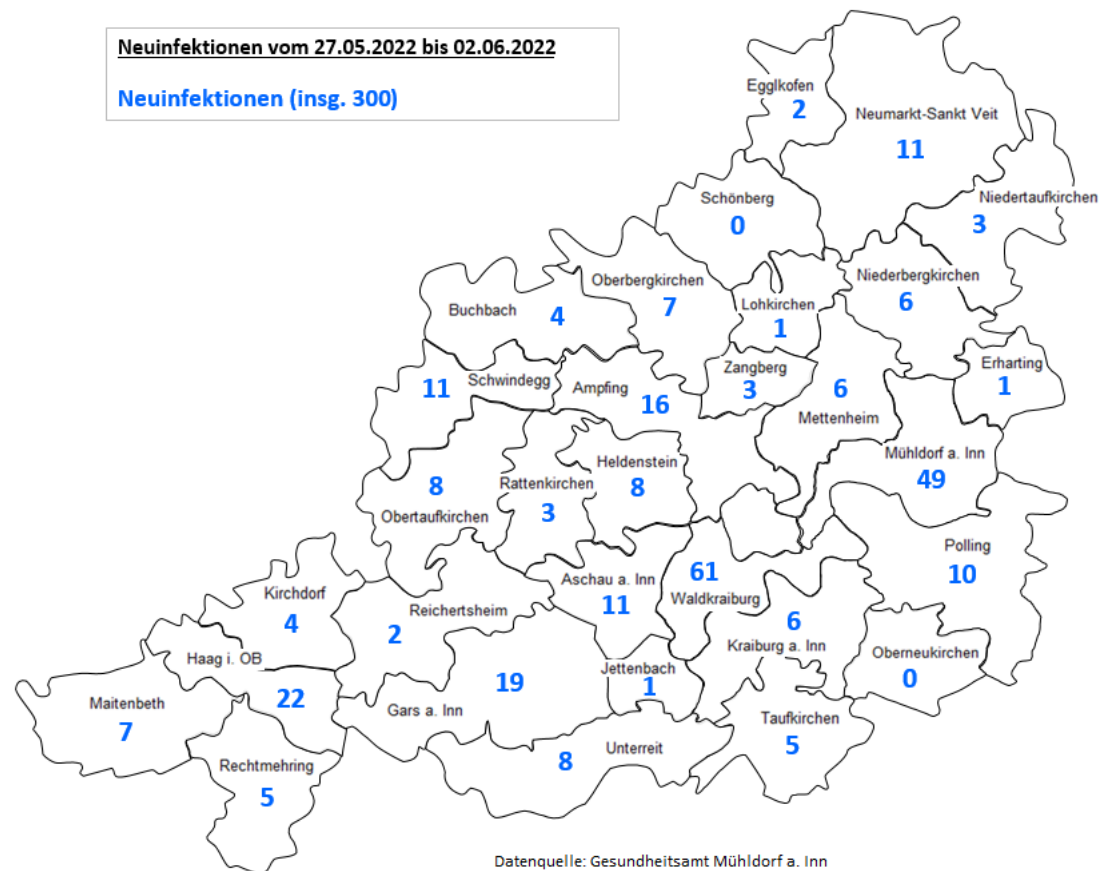 Neuinfektionen vom 27.05.2022 bis 02.06.2022
Neuinfektionen (insg. 300)
Egglkofen
2
Neumarkt-Sankt Veit
11
Schönberg
0
Niedertaufkirchen
3
Oberbergkirchen
7
Niederbergkirchen
6
Buchbach
4
Lohkirchen
1
Schwindegg
11
Ampfing
16
Zangberg
3
6
Mettenheim
Erharting
1
8
Obertaufkirchen
Rattenkirchen
3
Heldenstein
8
Mühldorf a. Inn
49
Polling
10
Aschau a. Inn
11
61
Waldkraiburg
Kirchdorf
4
Reichertsheim
2
6
Kraiburg a. Inn
Oberneukirchen
0
Haag i. OB
22
Maitenbeth
7
19
Gars a. Inn
Jettenbach
1
Taufkirchen
5
Rechtmehring
5
Unterreit
8
Datenquelle: Gesundheitsamt Mühldorf a. Inn